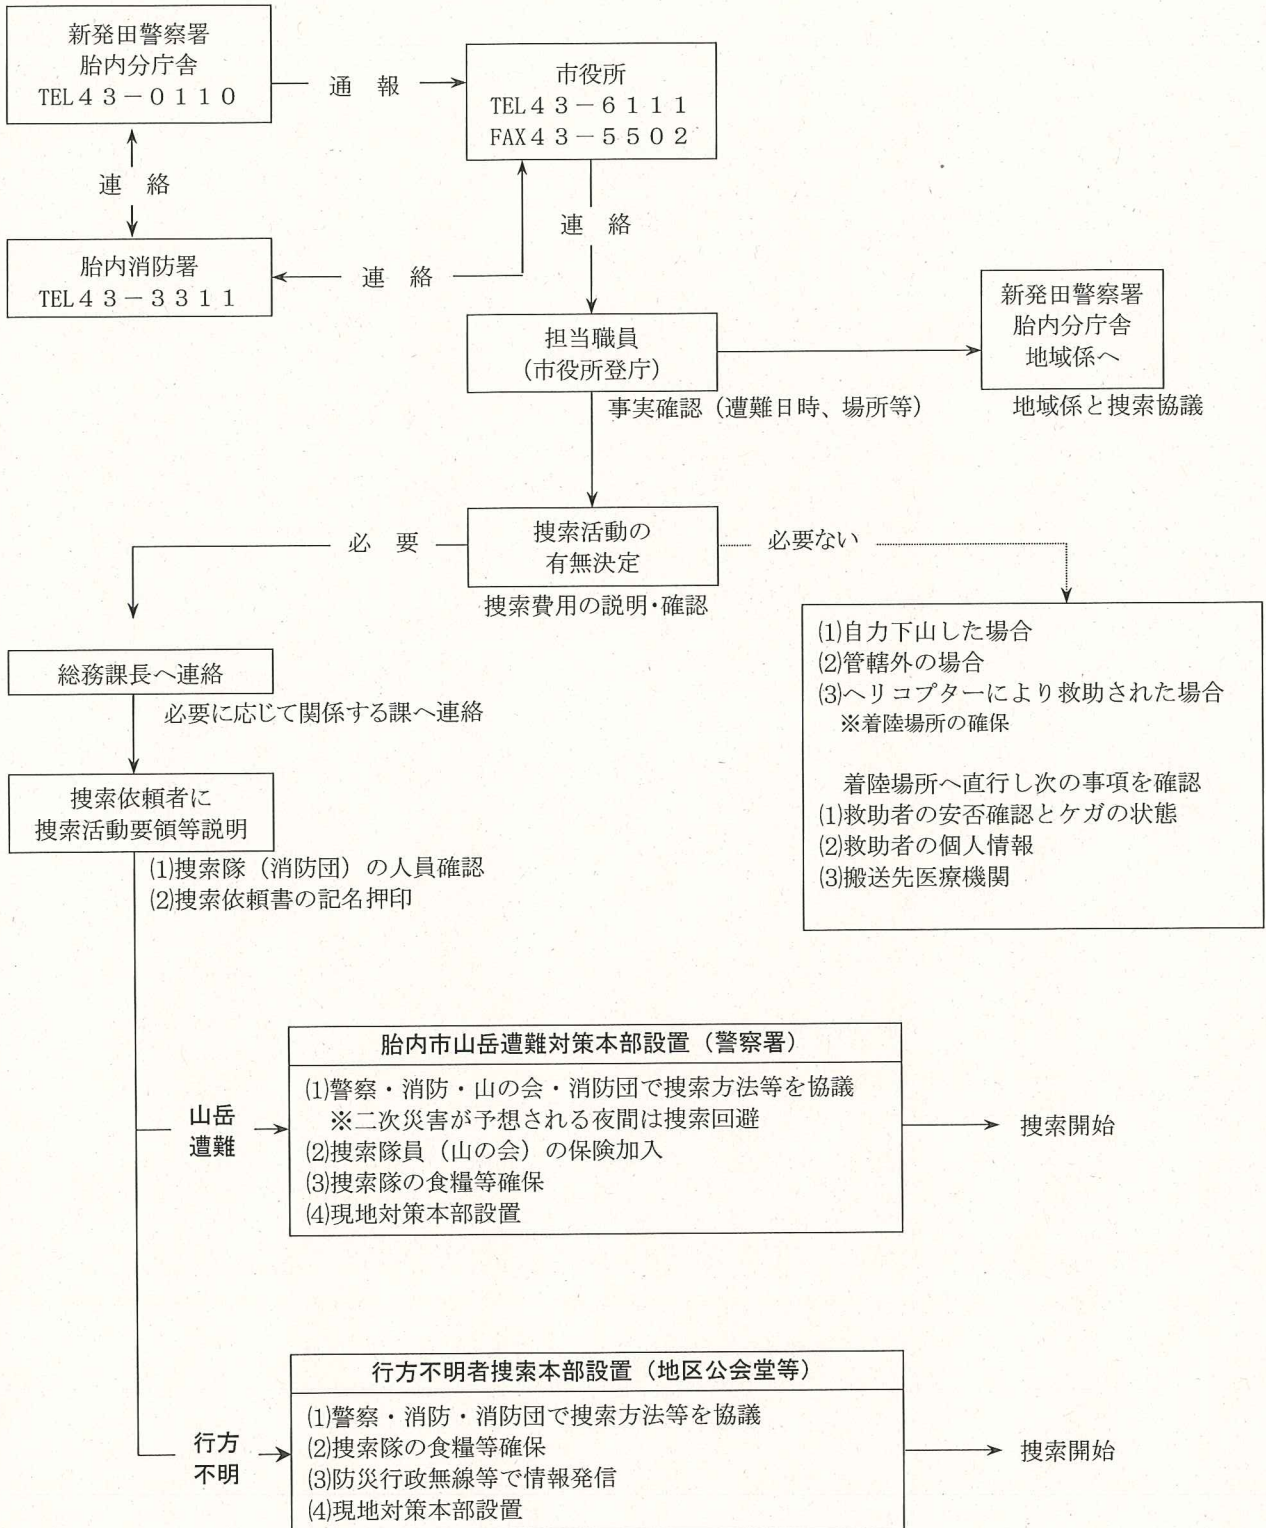 新発田警察署
胎内分庁舎
TEL43－0110
通　報
市役所
TEL43－6111
FAX43－5502
連　絡
連　絡
胎内消防署
TEL43－3311
連　絡
担当職員
（市役所登庁）
事実確認（遭難日時、場所等）
新発田警察署
胎内分庁舎
地域係へ
地域係と捜索協議
捜索活動の
有無決定
捜索費用の説明・確認
必　要
必要ない
総務課長へ連絡
必要に応じて関係する課へ連絡
捜索依頼者に
捜索活動要領等説明
⑴捜索隊（消防団）の人員確認
⑵捜索依頼書の記名押印
⑴自力下山した場合
⑵管轄外の場合
⑶ヘリコプターにより救助された場合
※着陸場所の確保
着陸場所へ直行し次の事項を確認
⑴救助者の安否確認とケガの状態
⑵救助者の個人情報
⑶搬送先医療機関
山岳
遭難
胎内市山岳遭難対策本部設置（警察署）
⑴警察・消防・山の会・消防団で捜索方法等を協議
※二次災害が予想される夜間は捜索回避
⑵捜索隊員（山の会）の保険加入
⑶捜索隊の食糧等確保
⑷現地対策本部設置
捜索開始
行方
不明
行方不明者捜索本部設置（地区公会堂等）
⑴警察・消防・消防団で捜索方法等を協議
⑵捜索隊の食糧等確保
⑶防災行政無線等で情報発信
⑷現地対策本部設置
捜索開始